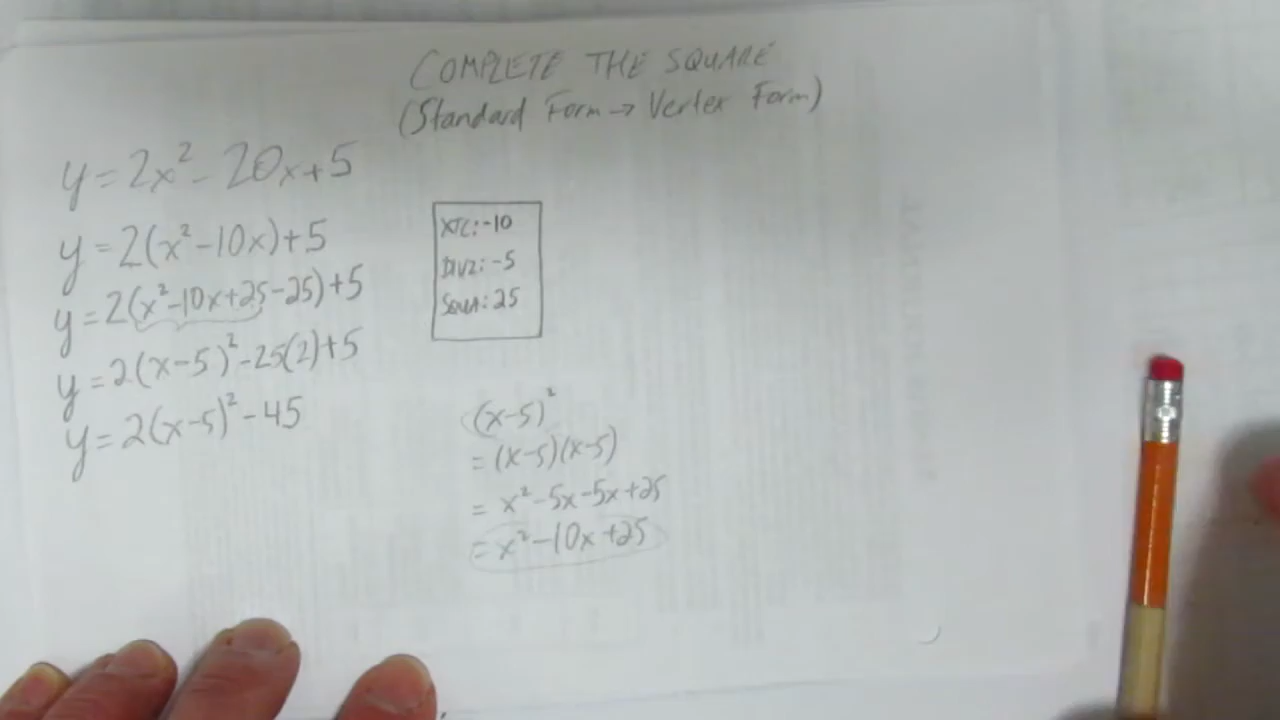 COMPLETE THE SQUARE
(Standard Form → Vertex Form)
y = 2x² - 20x + 5
y = 2(x² - 10x) + 5
y = 2(x² - 10x + 25 - 25) + 5
y = 2(x - 5)² - 25(2) + 5
y = 2(x - 5)² - 45
XTC: -10
DIV2: -5
: 25
(x - 5)²
= (x - 5)(x - 5)
= x² - 5x - 5x + 25
= x² - 10x + 25